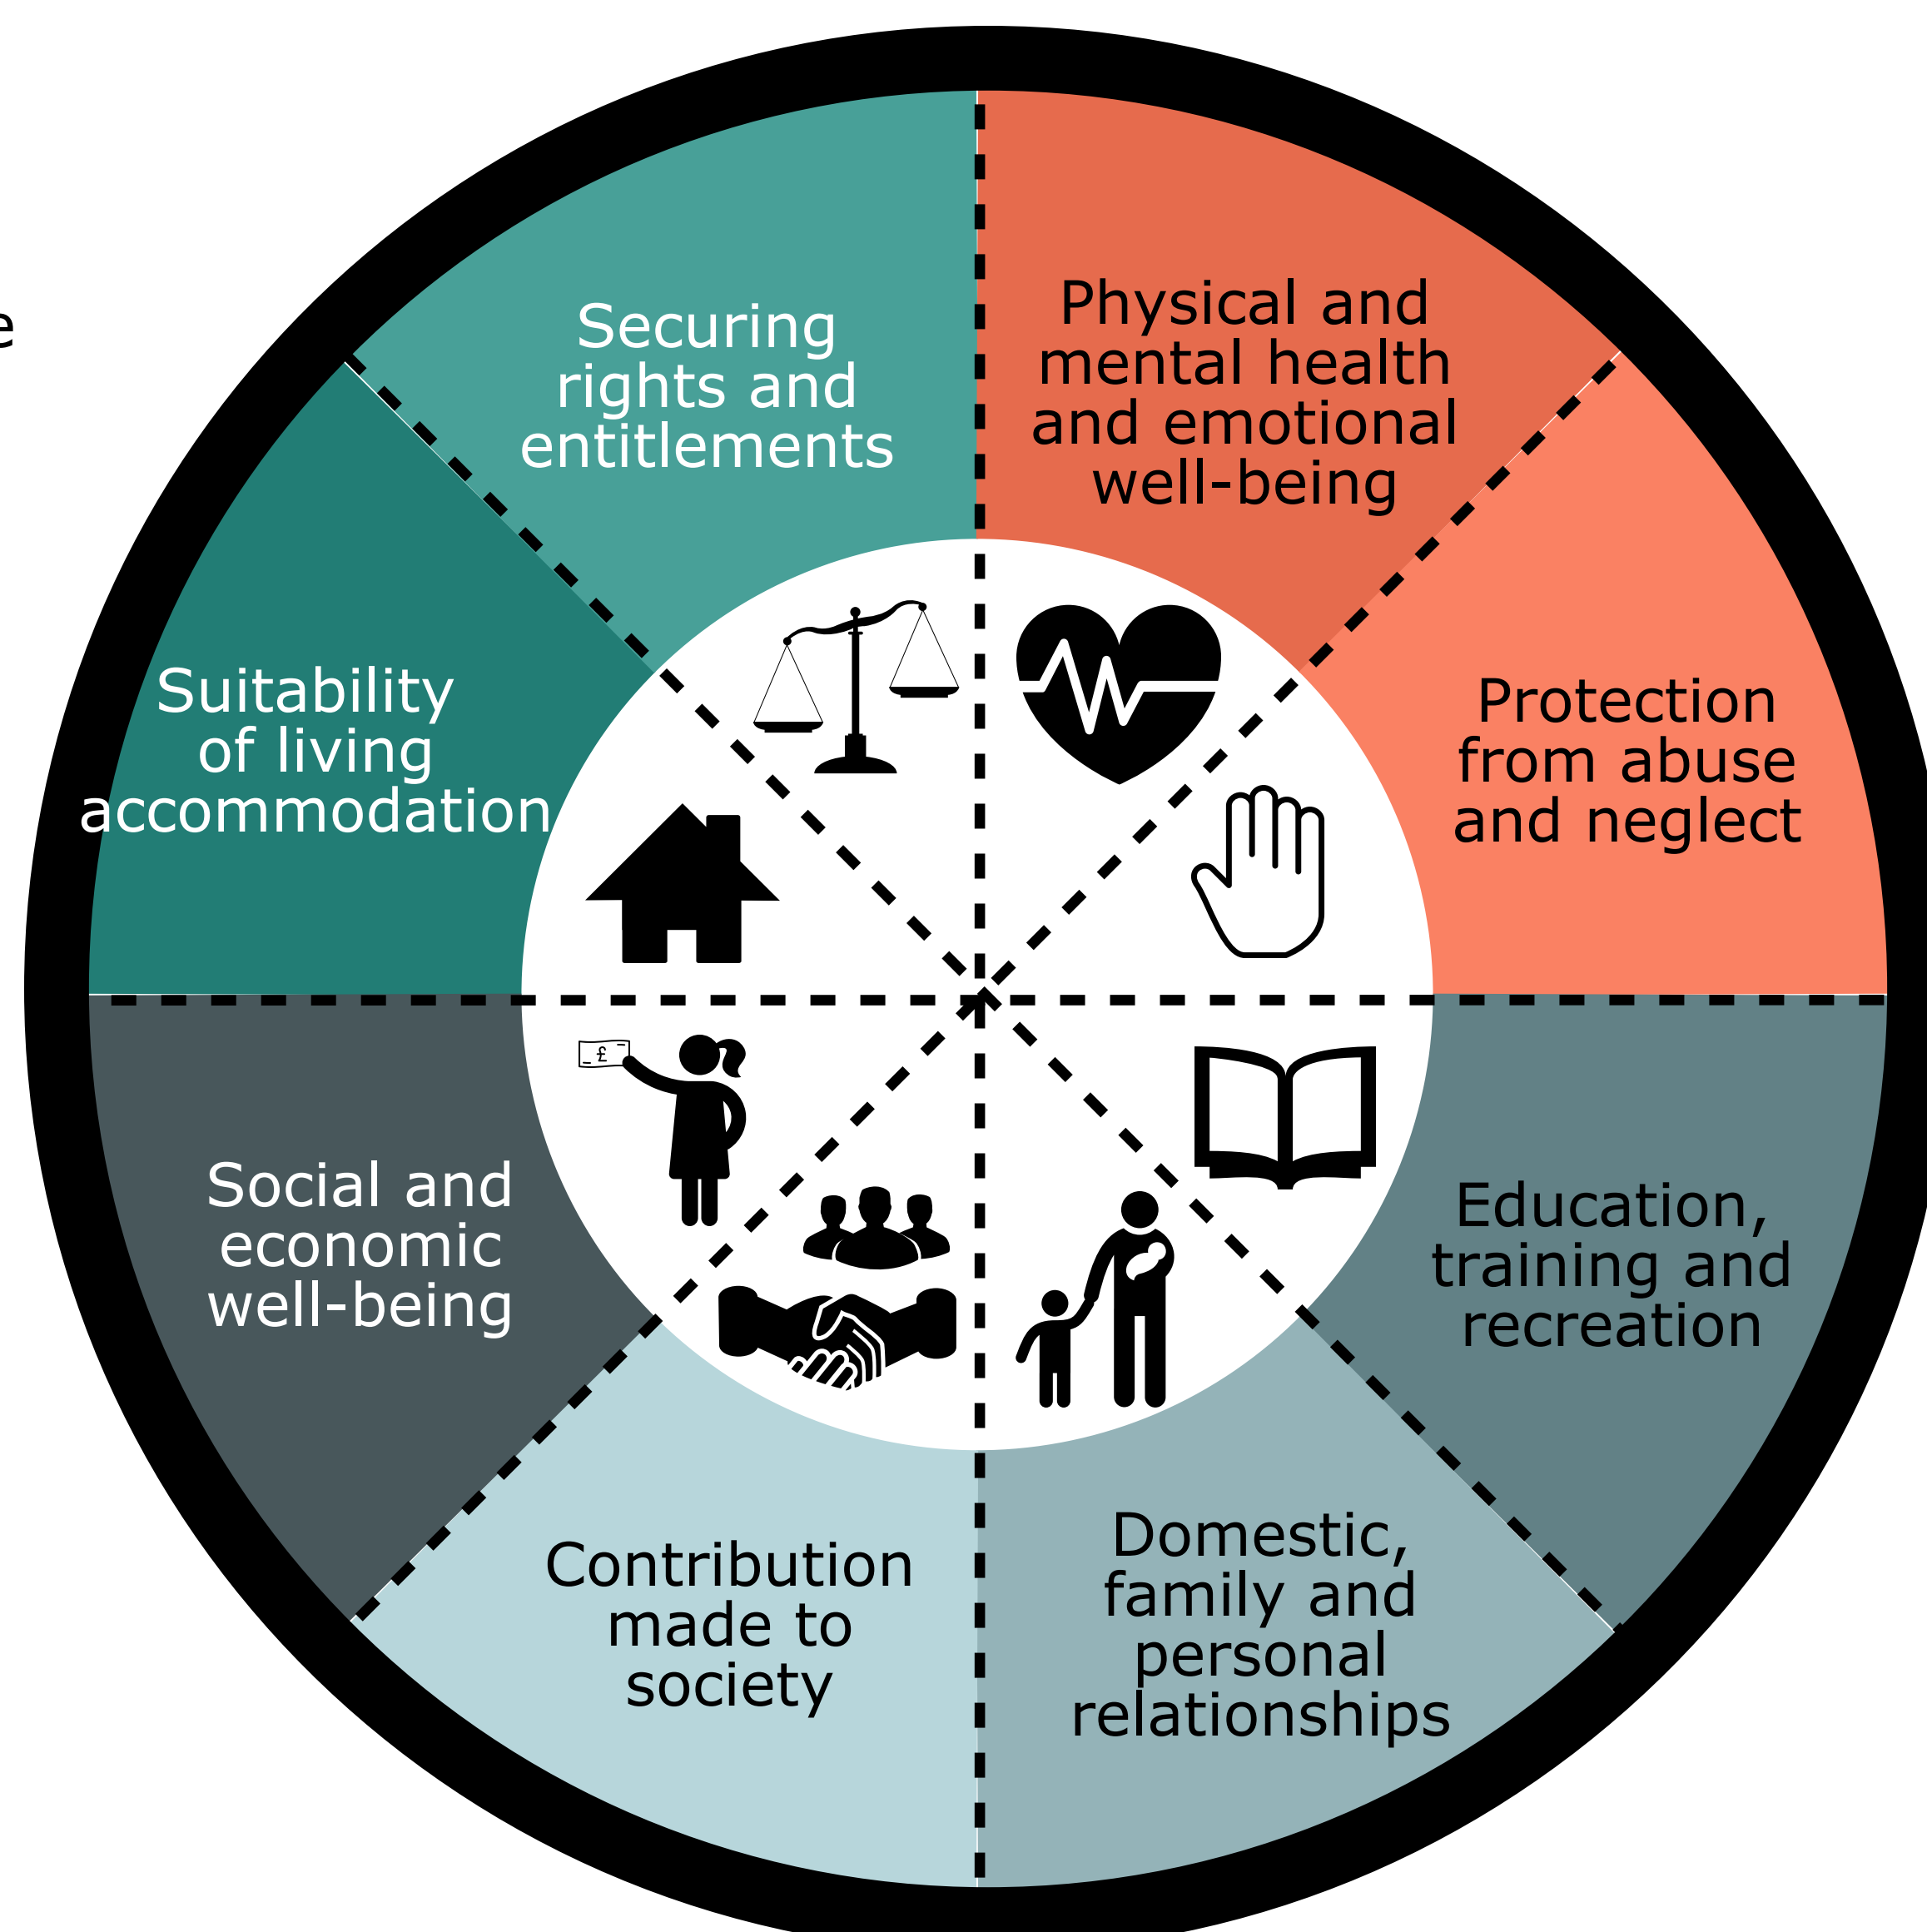 e
Securing
rights and
entitlements
Physical and
mental health
and emotional
well-being
Suitability
of living
accommodation
Protection
from abuse
and neglect
£
Social and
economic
well-being
Education,
training and
recreation
Contribution
made to
society
Domestic,
family and
personal
relationships